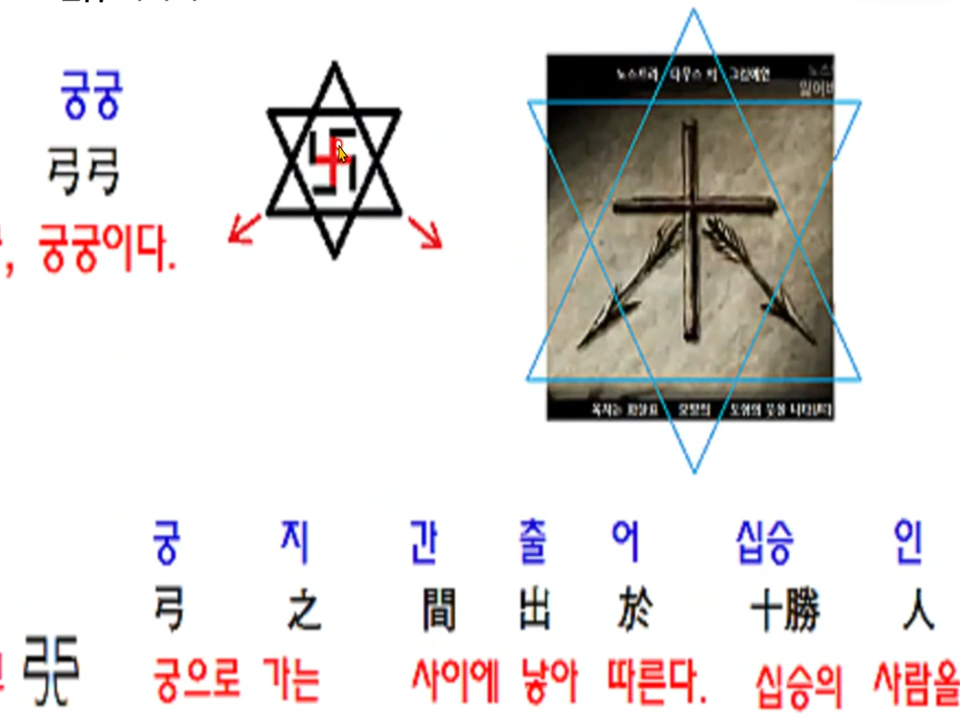 궁궁
弓弓
, 궁궁이다.
궁 지 간 출 어 십승 인
弓 之 間 出 於 十勝 人
궁으로 가는 사이에 낳아 따른다. 십승의 사람을